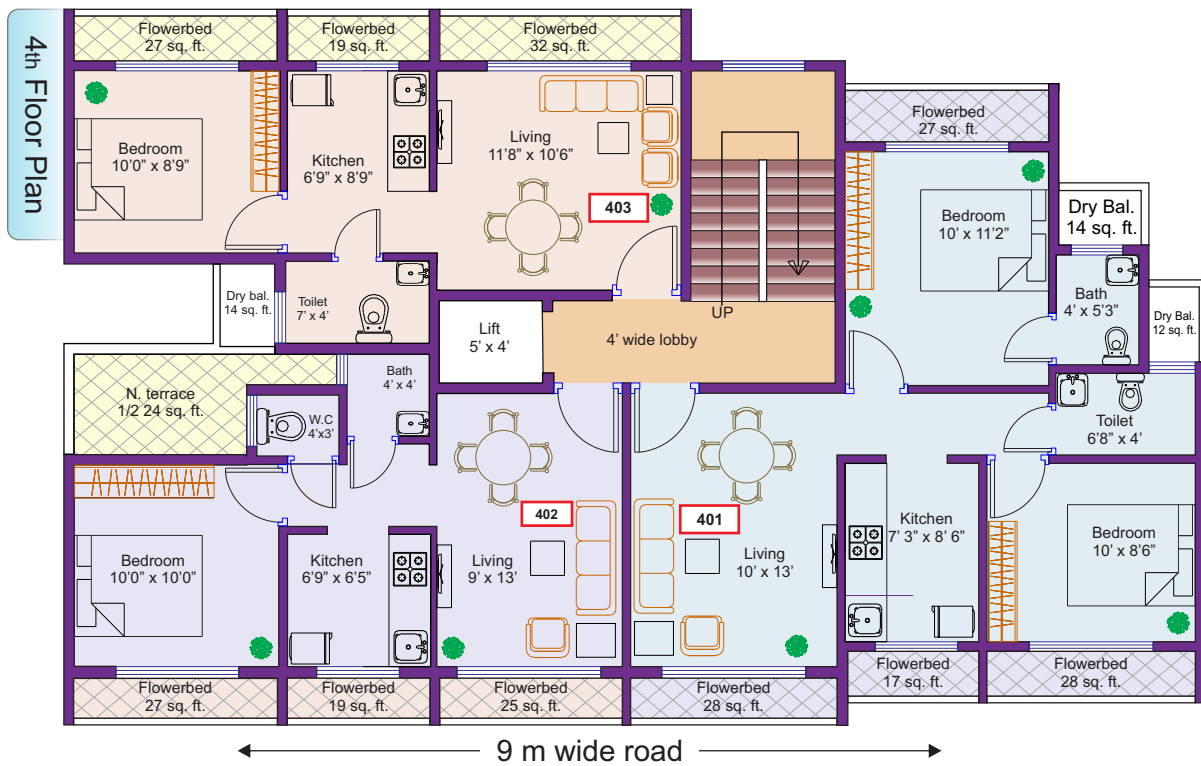 4th Floor Plan
Flowerbed
27 sq. ft.
Flowerbed
19 sq. ft.
Flowerbed
32 sq. ft.
Bedroom
10'0” x 8'9”
Kitchen
6'9” x 8'9”
Living
11'8” x 10'6”
403
Flowerbed
27 sq. ft.
Bedroom
10' x 11'2”
Dry Bal.
14 sq. ft.
Bath
4' x 5'3”
Dry Bal.
12 sq. ft.
Dry bal.
14 sq. ft.
Toilet
7' x 4'
Lift
5' x 4'
4' wide lobby
UP
N. terrace
1/2 24 sq. ft.
W.C
4'x3'
Bath
4' x 4'
Toilet
6'8” x 4'
402
401
Bedroom
10'0” x 10'0”
Kitchen
6'9” x 6'5”
Living
9' x 13'
Living
10' x 13'
Kitchen
7' 3” x 8' 6”
Bedroom
10' x 8'6”
Flowerbed
27 sq. ft.
Flowerbed
19 sq. ft.
Flowerbed
25 sq. ft.
Flowerbed
28 sq. ft.
Flowerbed
17 sq. ft.
Flowerbed
28 sq. ft.
9 m wide road